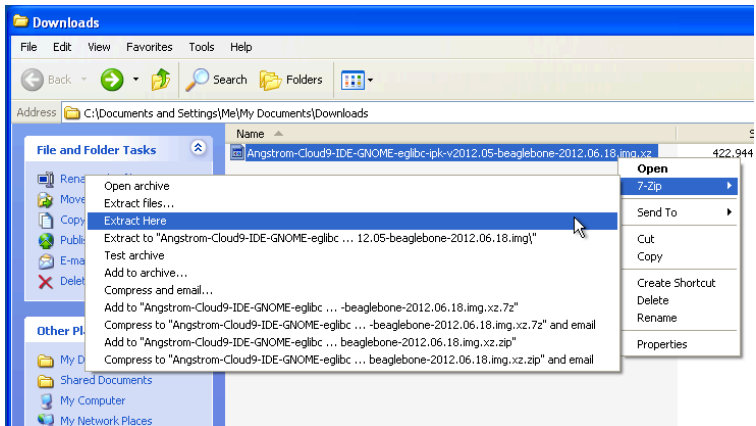 Downloads
File Edit View Favorites Tools Help
Back Search Folders
Address C:\Documents and Settings\Me\My Documents\Downloads
Name
File and Folder Tasks
Angstrom-Cloud9-IDE-GNOME-eglibc-ipk-v2012.05-beaglebone-2012.06.18.img.xz 422,944
Rena
Move
Copy
Publi
E-ma
Delet
Other Pl
My D
Shared Documents
My Computer
My Network Places
Open
7-Zip
Send To
Cut
Copy
Create Shortcut
Delete
Rename
Properties
Open archive
Extract files...
Extract Here
Extract to "Angstrom-Cloud9-IDE-GNOME-eglibc ... 12.05-beaglebone-2012.06.18.img\"
Test archive
Add to archive...
Compress and email...
Add to "Angstrom-Cloud9-IDE-GNOME-eglibc ... -beaglebone-2012.06.18.img.xz.7z"
Compress to "Angstrom-Cloud9-IDE-GNOME-eglibc ... -beaglebone-2012.06.18.img.xz.7z" and email
Add to "Angstrom-Cloud9-IDE-GNOME-eglibc ... beaglebone-2012.06.18.img.xz.zip"
Compress to "Angstrom-Cloud9-IDE-GNOME-eglibc ... beaglebone-2012.06.18.img.xz.zip" and email